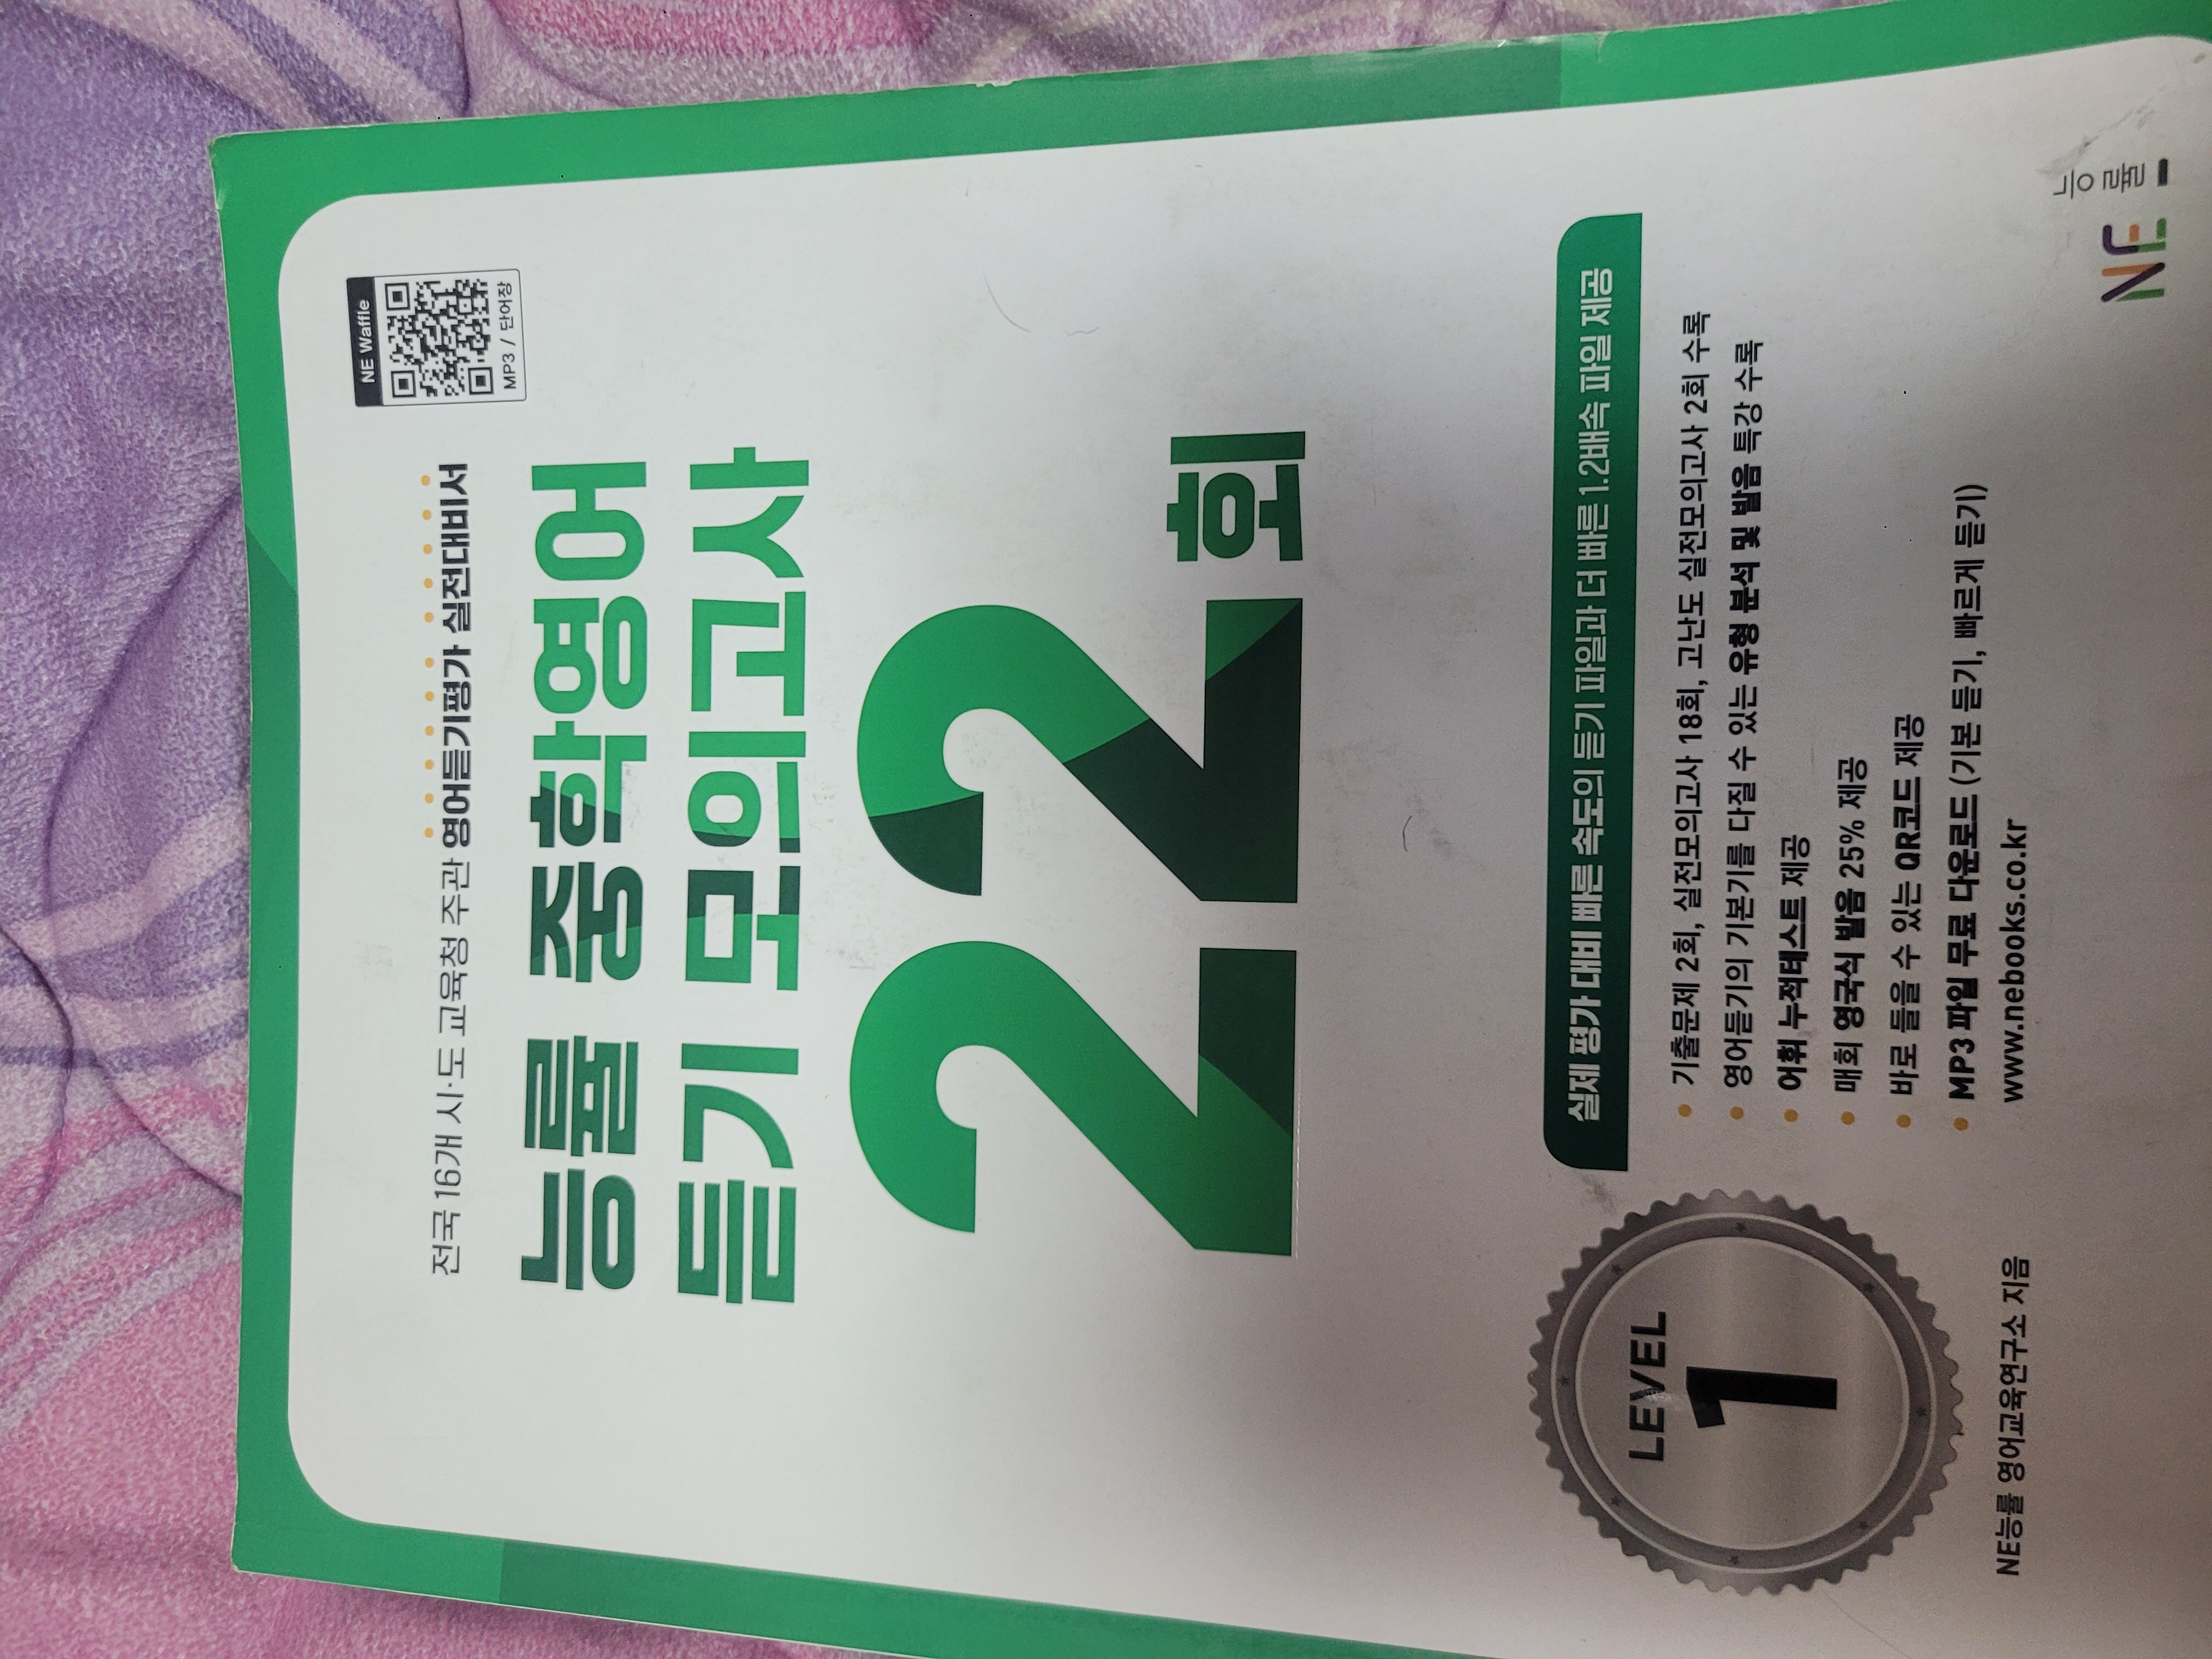 NE Waffle
MP3 / 단어장
전국 16개 시·도 교육청 주관 영어듣기평가 실전대비서
능률 중학영어
듣기 모의고사
22회
실제 평가 대비 빠른 속도의 듣기 파일과 더 빠른 1.2배속 파일 제공
LEVEL
1
기출문제 2회, 실전모의고사 18회, 고난도 실전모의고사 2회 수록
영어듣기의 기본기를 다질 수 있는 유형 분석 및 발음 특강 수록
어휘 누적테스트 제공
매회 영국식 발음 25% 제공
바로 들을 수 있는 QR코드 제공
MP3 파일 무료 다운로드 (기본 듣기, 빠르게 듣기)
www.nebooks.co.kr
NE능률 영어교육연구소 지음
NE 능률